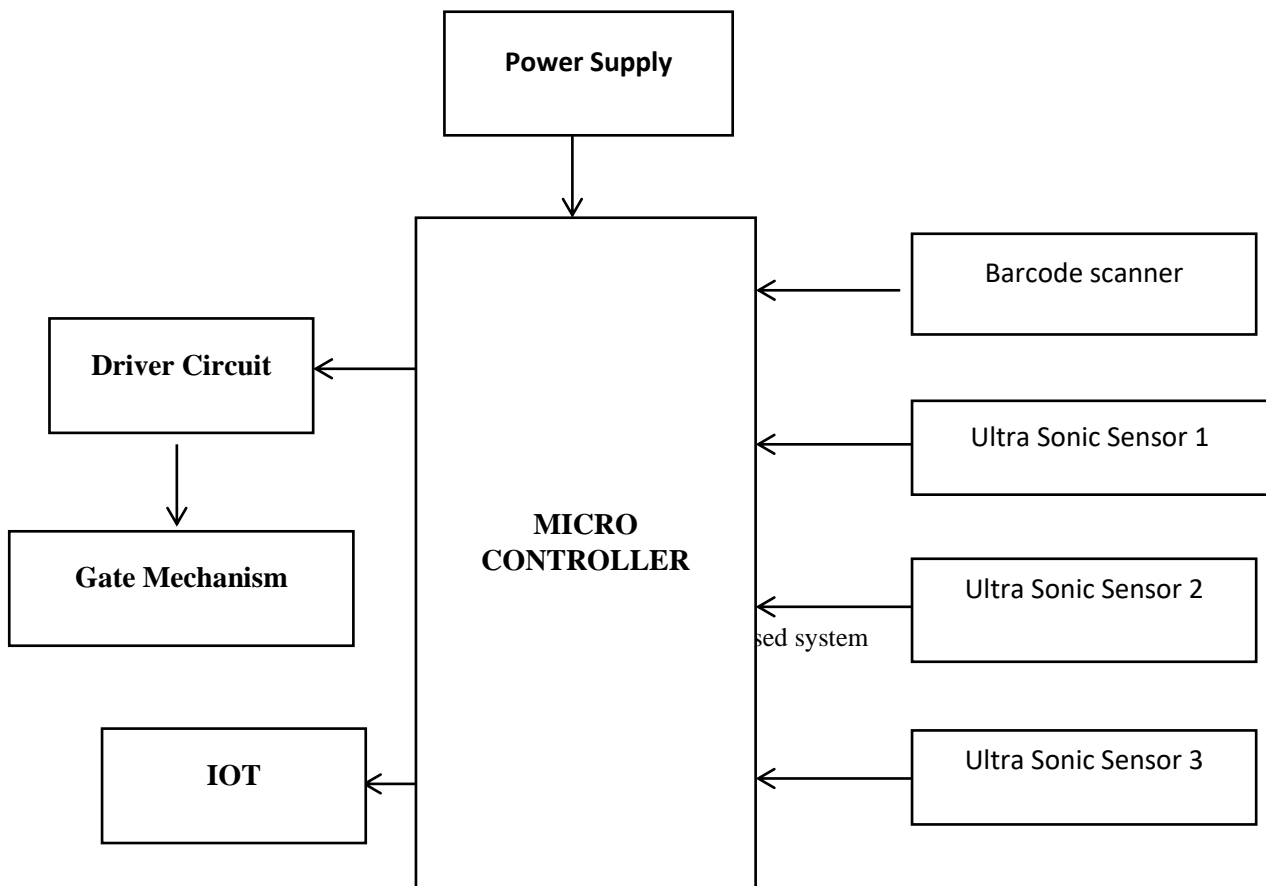 Power Supply
Barcode scanner
Driver Circuit
Ultra Sonic Sensor 1
MICRO
CONTROLLER
Gate Mechanism
Ultra Sonic Sensor 2
system
IOT
Ultra Sonic Sensor 3